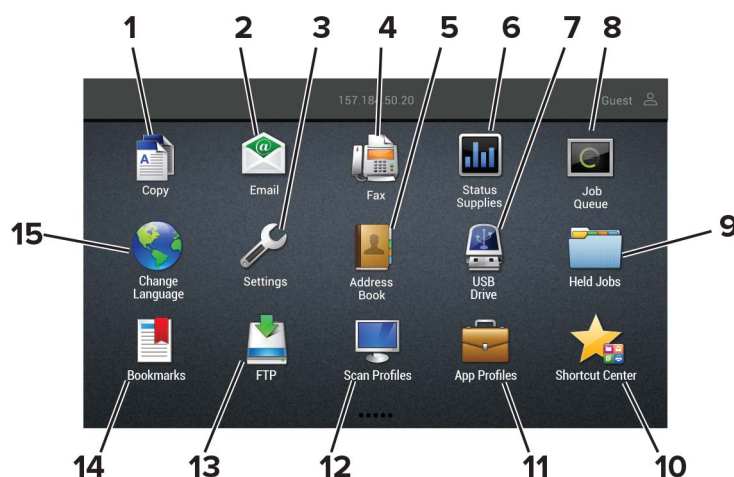 1 2 3 4 5 6 7 8
157.184.50.20 Guest
A @
Copy Email Fax Status Supplies Job Queue
15 9
Change Language Settings Address Book USB Drive Held Jobs
Bookmarks FTP Scan Profiles App Profiles Shortcut Center
14 13 12 11 10